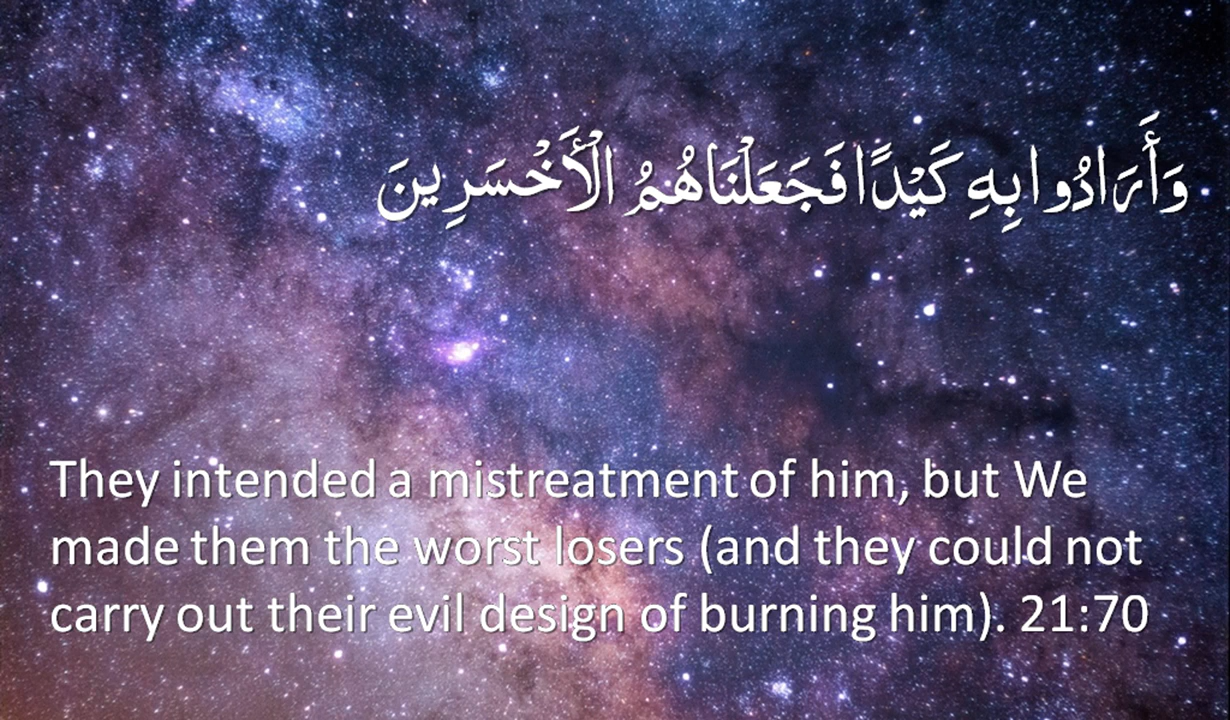 وَأَرَادُوا بِهِ كَيْدًا فَجَعَلْنَاهُمُ الْأَخْسَرِينَ
They intended a mistreatment of him, but We
made them the worst losers (and they could not
carry out their evil design of burning him). 21:70